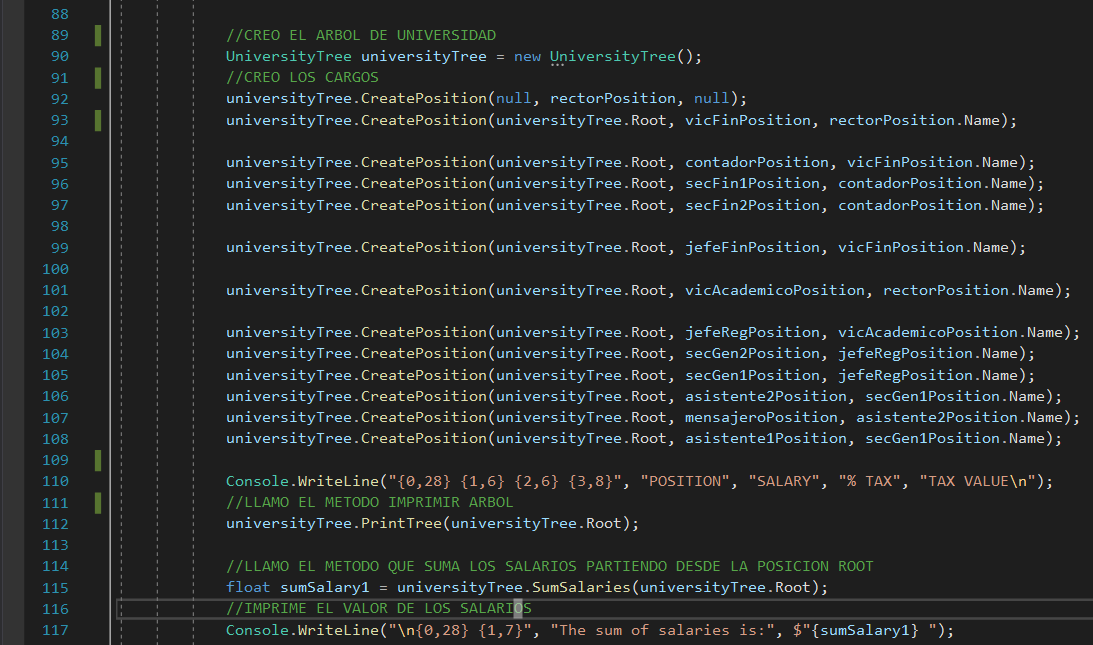 88
89 //CREO EL ARBOL DE UNIVERSIDAD
90 UniversityTree universityTree = new UniversityTree();
91 //CREO LOS CARGOS
92 universityTree.CreatePosition(null, rectorPosition, null);
93 universityTree.CreatePosition(universityTree.Root, vicFinPosition, rectorPosition.Name);
94
95 universityTree.CreatePosition(universityTree.Root, contadorPosition, vicFinPosition.Name);
96 universityTree.CreatePosition(universityTree.Root, secFin1Position, contadorPosition.Name);
97 universityTree.CreatePosition(universityTree.Root, secFin2Position, contadorPosition.Name);
98
99 universityTree.CreatePosition(universityTree.Root, jefeFinPosition, vicFinPosition.Name);
100
101 universityTree.CreatePosition(universityTree.Root, vicAcademicoPosition, rectorPosition.Name);
102
103 universityTree.CreatePosition(universityTree.Root, jefeRegPosition, vicAcademicoPosition.Name);
104 universityTree.CreatePosition(universityTree.Root, secGen2Position, jefeRegPosition.Name);
105 universityTree.CreatePosition(universityTree.Root, secGen1Position, jefeRegPosition.Name);
106 universityTree.CreatePosition(universityTree.Root, asistente2Position, secGen1Position.Name);
107 universityTree.CreatePosition(universityTree.Root, mensajeroPosition, asistente2Position.Name);
108 universityTree.CreatePosition(universityTree.Root, asistente1Position, secGen1Position.Name);
109
110 Console.WriteLine("{0,28} {1,6} {2,6} {3,8}", "POSITION", "SALARY", "% TAX", "TAX VALUE\n");
111 //LLAMO EL METODO IMPRIMIR ARBOL
112 universityTree.PrintTree(universityTree.Root);
113
114 //LLAMO EL METODO QUE SUMA LOS SALARIOS PARTIENDO DESDE LA POSICION ROOT
115 float sumSalary1 = universityTree.SumSalaries(universityTree.Root);
116 //IMPRIME EL VALOR DE LOS SALARIOS
117 Console.WriteLine("\n{0,28} {1,7}", "The sum of salaries is:", $"{sumSalary1} ");